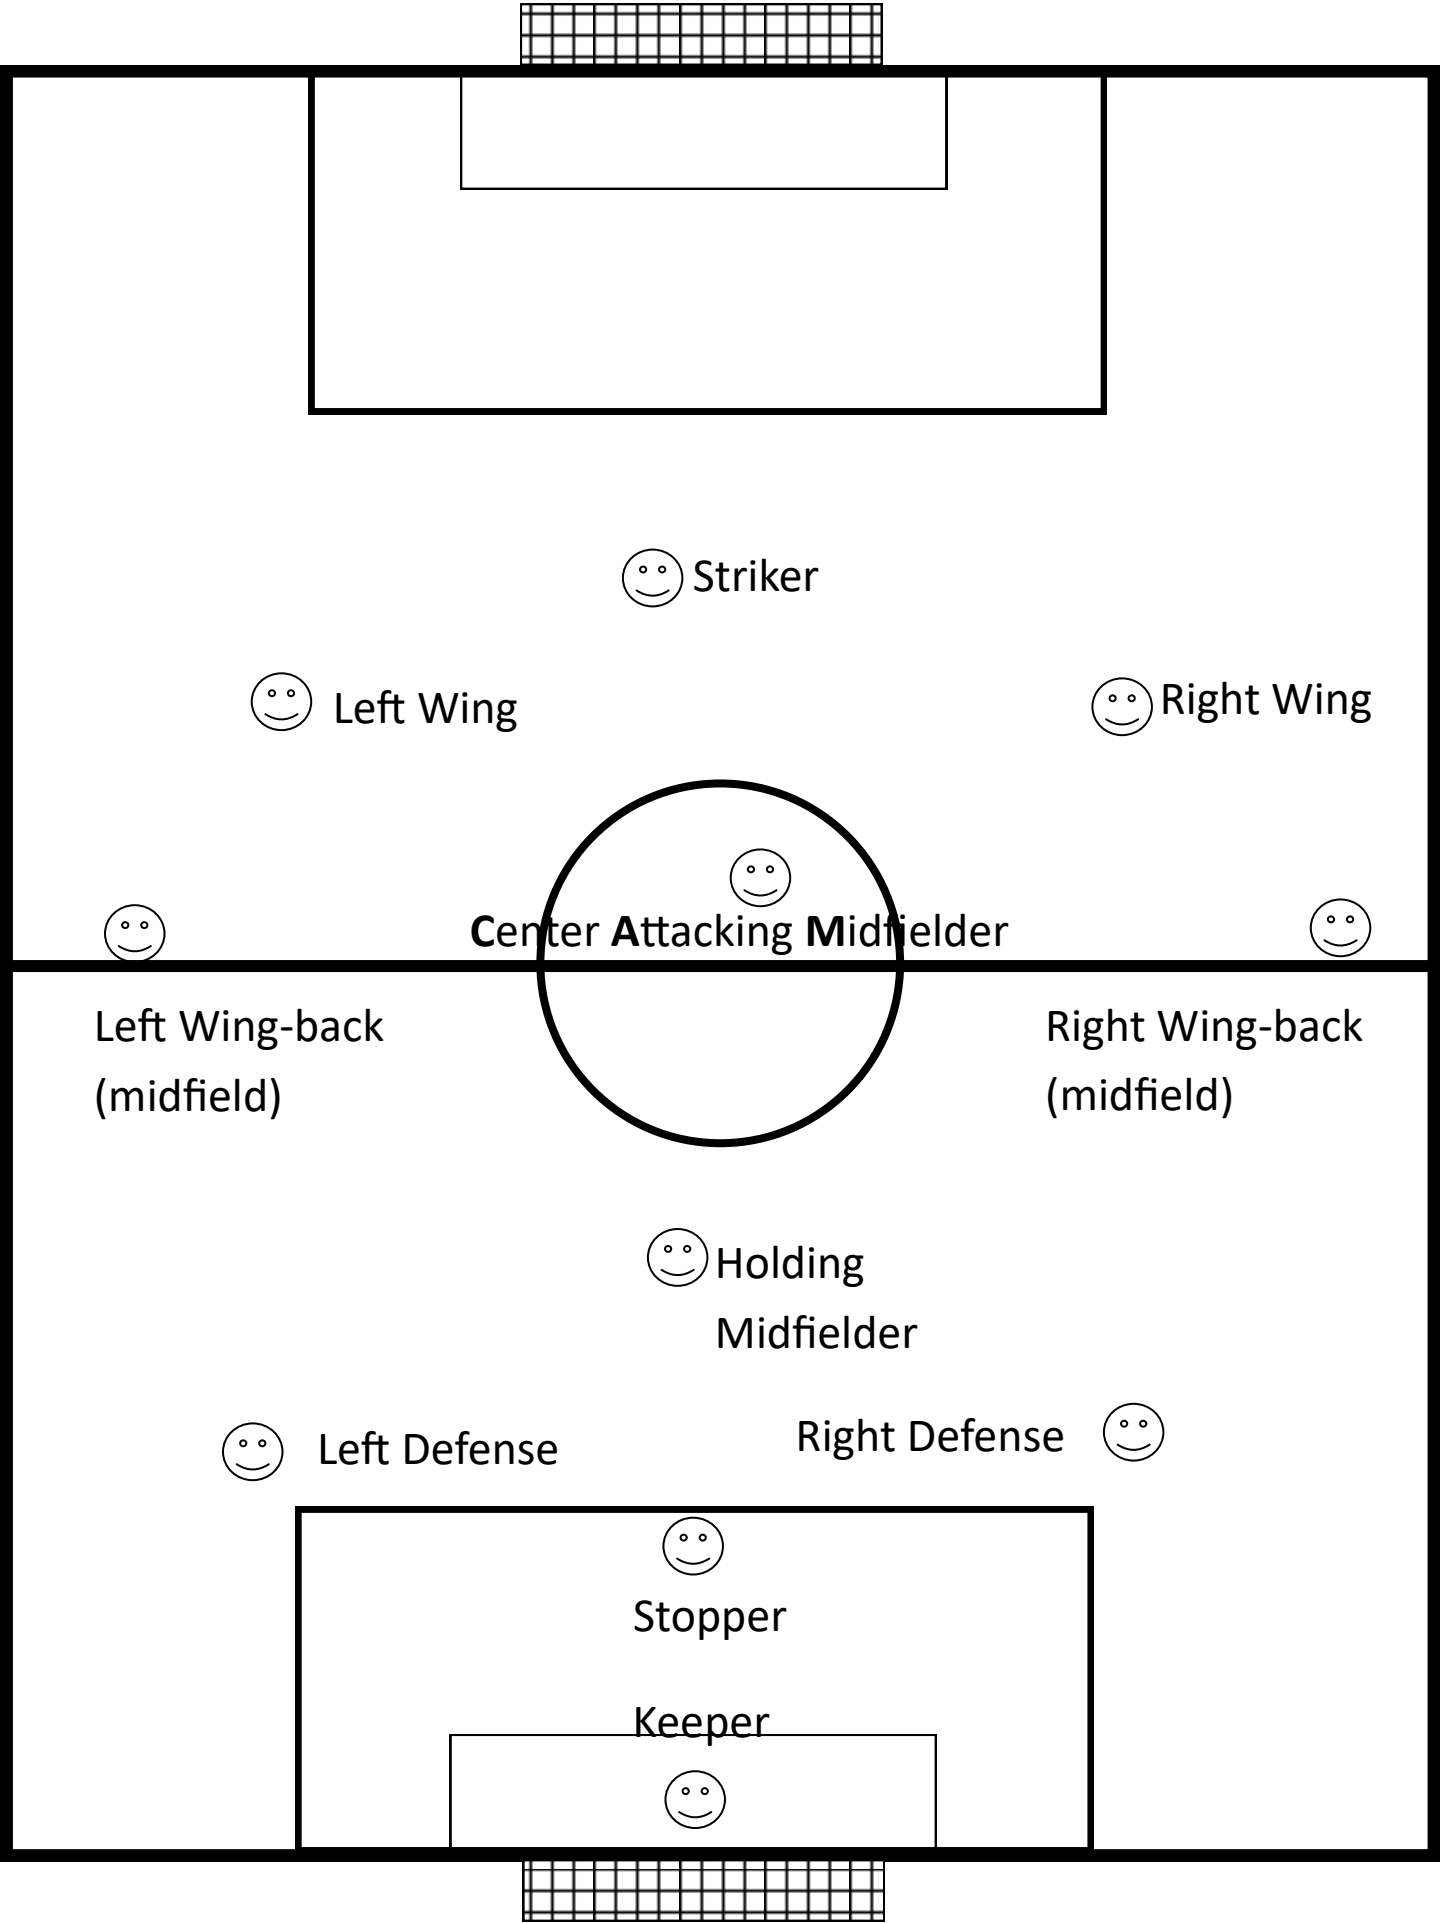 Striker
Left Wing
Right Wing
Center Attacking Midfielder
Left Wing-back
(midfield)
Right Wing-back
(midfield)
Holding
Midfielder
Left Defense
Right Defense
Stopper
Keeper